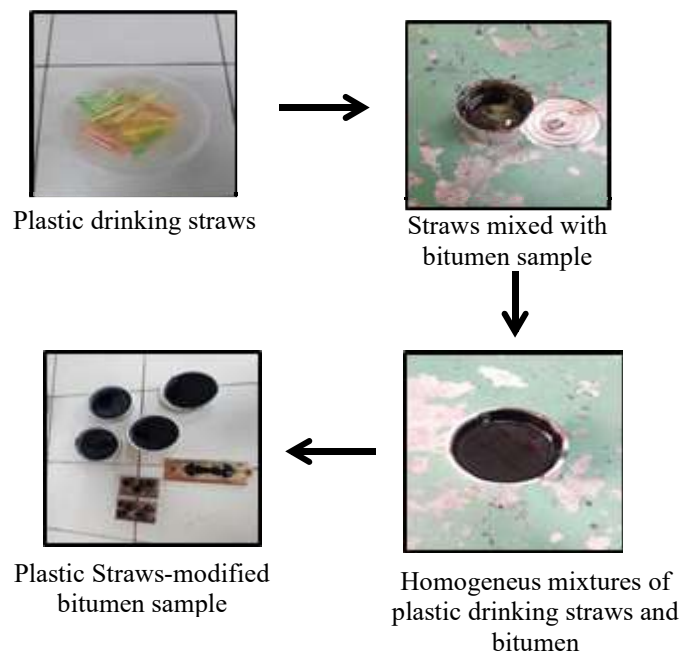 Plastic drinking straws
Straws mixed with
bitumen sample
Homogeneus mixtures of
plastic drinking straws and
bitumen
Plastic Straws-modified
bitumen sample